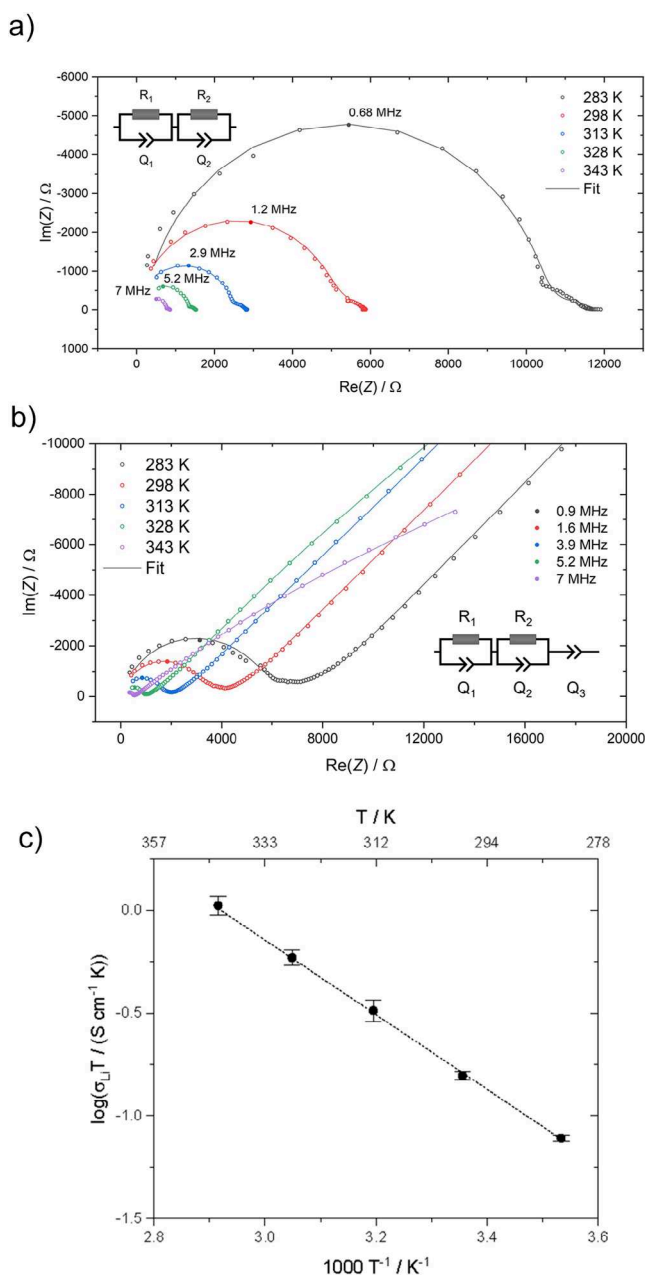 a)
-6000
-5000
-4000
-3000
-2000
-1000
0
1000
Im(Z) / Ω
R1 R2
Q1 Q2
0.68 MHz
1.2 MHz
2.9 MHz
5.2 MHz
7 MHz
283 K
298 K
313 K
328 K
343 K
Fit
0 2000 4000 6000 8000 10000 12000
Re(Z) / Ω
b)
-10000
-8000
-6000
-4000
-2000
0
Im(Z) / Ω
283 K
298 K
313 K
328 K
343 K
Fit
0.9 MHz
1.6 MHz
3.9 MHz
5.2 MHz
7 MHz
R1 R2
Q1 Q2 Q3
0 4000 8000 12000 16000 20000
Re(Z) / Ω
c)
T / K
357 333 312 294 278
0.0
-0.5
-1.0
-1.5
log(σLiT / (S cm⁻¹ K))
2.8 3.0 3.2 3.4 3.6
1000 T⁻¹ / K⁻¹